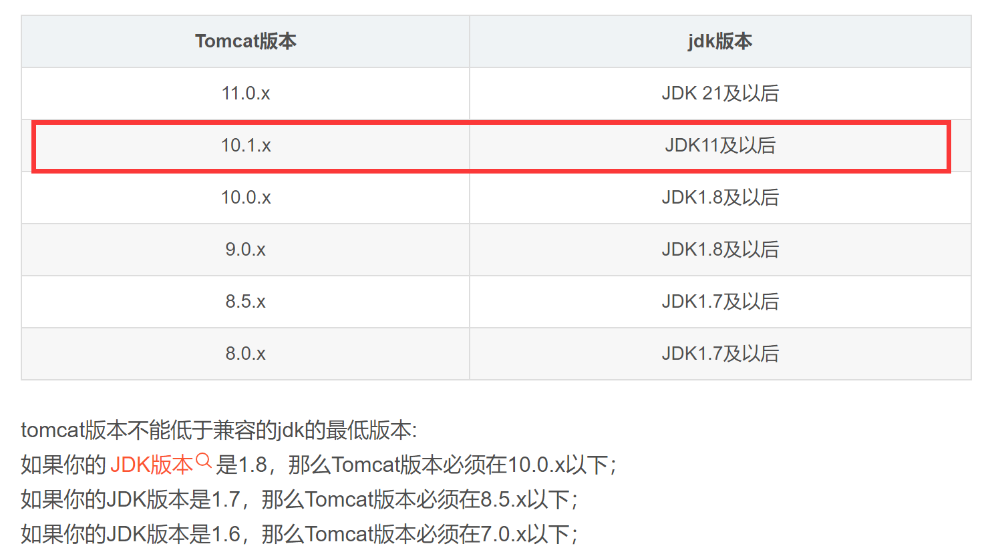 Tomcat版本 jdk版本
11.0.x JDK 21及以后
10.1.x JDK11及以后
10.0.x JDK1.8及以后
9.0.x JDK1.8及以后
8.5.x JDK1.7及以后
8.0.x JDK1.7及以后
tomcat版本不能低于兼容的jdk的最低版本:
如果你的 JDK版本 是1.8，那么Tomcat版本必须在10.0.x以下；
如果你的JDK版本是1.7，那么Tomcat版本必须在8.5.x以下；
如果你的JDK版本是1.6，那么Tomcat版本必须在7.0.x以下；